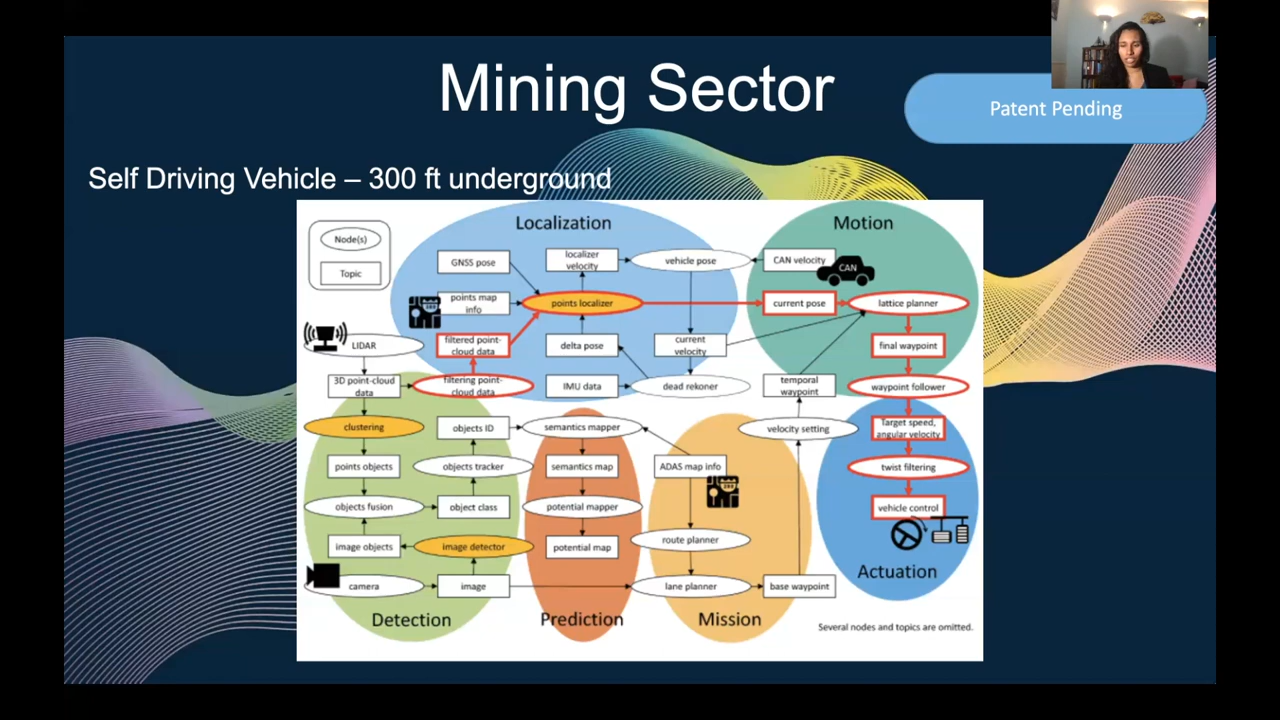 Mining Sector
Patent Pending
Self Driving Vehicle – 300 ft underground
Localization
Motion
Node(s)
Topic
GNSS pose
localizer
velocity
vehicle pose
CAN velocity
CAN
points map
info
points localizer
current pose
lattice planner
LIDAR
filtered point-
cloud data
delta pose
current
velocity
final waypoint
3D point-cloud
data
filtering point-
cloud data
IMU data
dead rekoner
temporal
waypoint
waypoint follower
clustering
objects ID
semantics mapper
velocity setting
Target speed,
angular velocity
points objects
objects tracker
semantics map
ADAS map info
twist filtering
objects fusion
object class
potential mapper
vehicle control
image objects
image detector
potential map
route planner
Actuation
camera
image
lane planner
base waypoint
Detection
Prediction
Mission
Several nodes and topics are omitted.